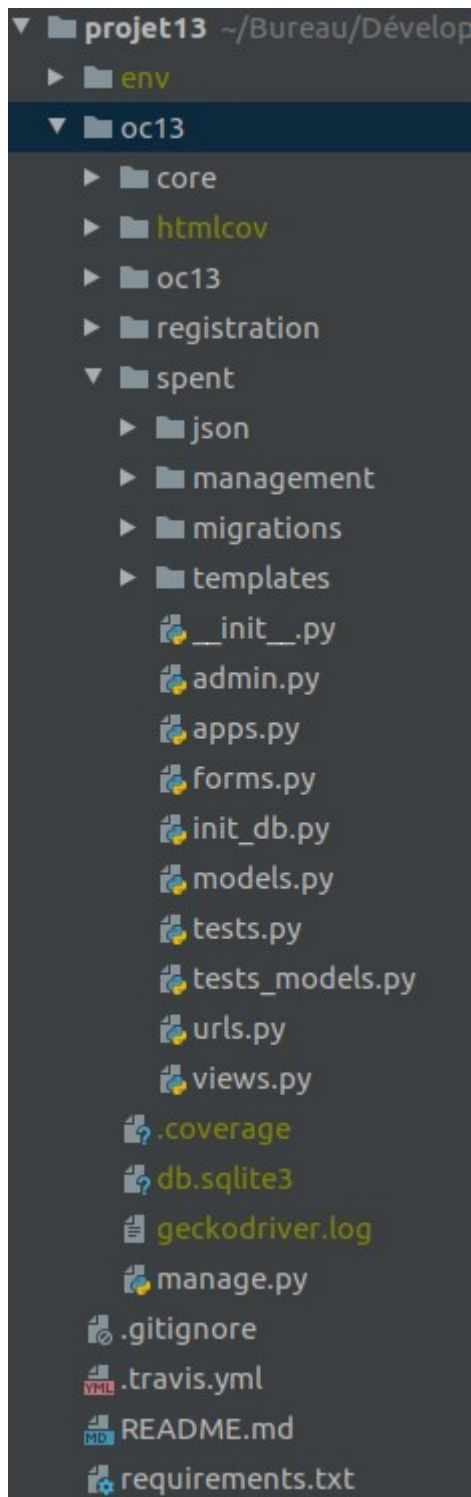 projet13 ~/Bureau/Dévelop
env
oc13
core
htmlcov
oc13
registration
spent
json
management
migrations
templates
__init__.py
admin.py
apps.py
forms.py
init_db.py
models.py
tests.py
tests_models.py
urls.py
views.py
.coverage
db.sqlite3
geckodriver.log
manage.py
.gitignore
YML .travis.yml
MD README.md
requirements.txt